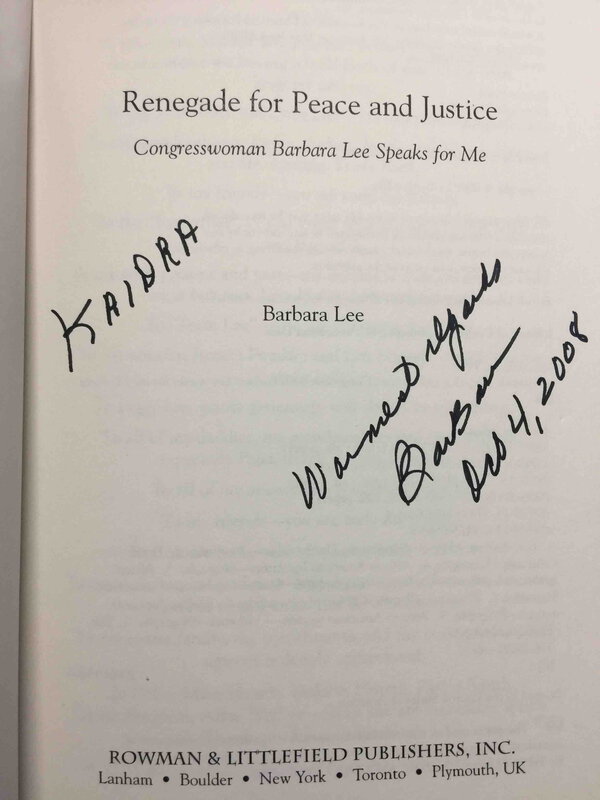 Renegade for Peace and Justice
Congresswoman Barbara Lee Speaks for Me
KAIDRA
Barbara Lee
Warmest regards
Barbara
Oct 4, 2008
ROWMAN & LITTLEFIELD PUBLISHERS, INC.
Lanham • Boulder • New York • Toronto • Plymouth, UK